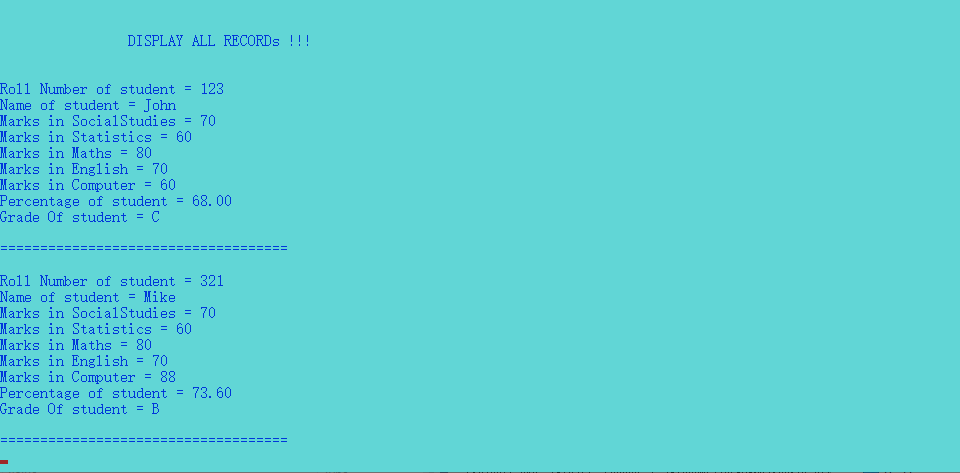 DISPLAY ALL RECORDs !!!
Roll Number of student = 123
Name of student = John
Marks in SocialStudies = 70
Marks in Statistics = 60
Marks in Maths = 80
Marks in English = 70
Marks in Computer = 60
Percentage of student = 68.00
Grade Of student = C
====================================
Roll Number of student = 321
Name of student = Mike
Marks in SocialStudies = 70
Marks in Statistics = 60
Marks in Maths = 80
Marks in English = 70
Marks in Computer = 88
Percentage of student = 73.60
Grade Of student = B
====================================